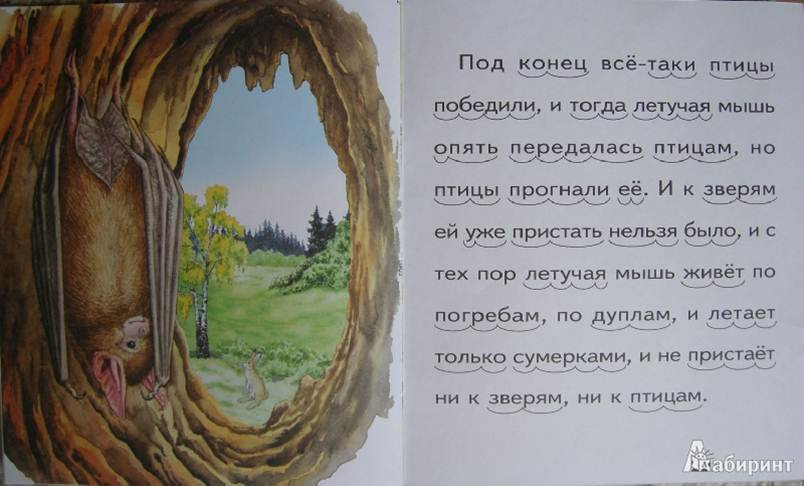 Под конец всё-таки птицы
победили, и тогда летучая мышь
опять передалась птицам, но
птицы прогнали её. И к зверям
ей уже пристать нельзя было, и с
тех пор летучая мышь живёт по
погребам, по дуплам, и летает
только сумерками, и не пристаёт
ни к зверям, ни к птицам.
Лабиринт